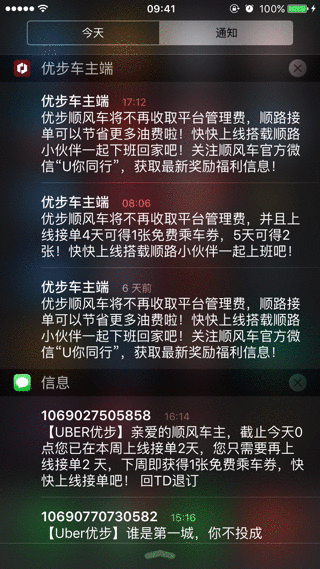 09:41
100%
今天
通知
优步车主端
优步车主端 17:12
优步顺风车将不再收取平台管理费，顺路接
单可以节省更多油费啦！快快上线搭载顺路
小伙伴一起下班回家吧！关注顺风车官方微
信“U你同行”，获取最新奖励福利信息！
优步车主端 08:06
优步顺风车将不再收取平台管理费，并且上
线接单4天可得1张免费乘车券，5天可得2
张！快快上线搭载顺路小伙伴一起上班吧！
优步车主端 6 天前
优步顺风车将不再收取平台管理费，顺路接
单可以节省更多油费啦！快快上线搭载顺路
小伙伴一起下班回家吧！关注顺风车官方微
信“U你同行”，获取最新奖励福利信息！
信息
1069027505858 16:14
【UBER优步】亲爱的顺风车主，截止今天0
点您已在本周上线接单2天，您只需要再上
线接单2 天，下周即获得1张免费乘车券，快
快上线接单吧！ 回TD退订
10690770730582 15:16
【Uber优步】谁是第一城，你不投成